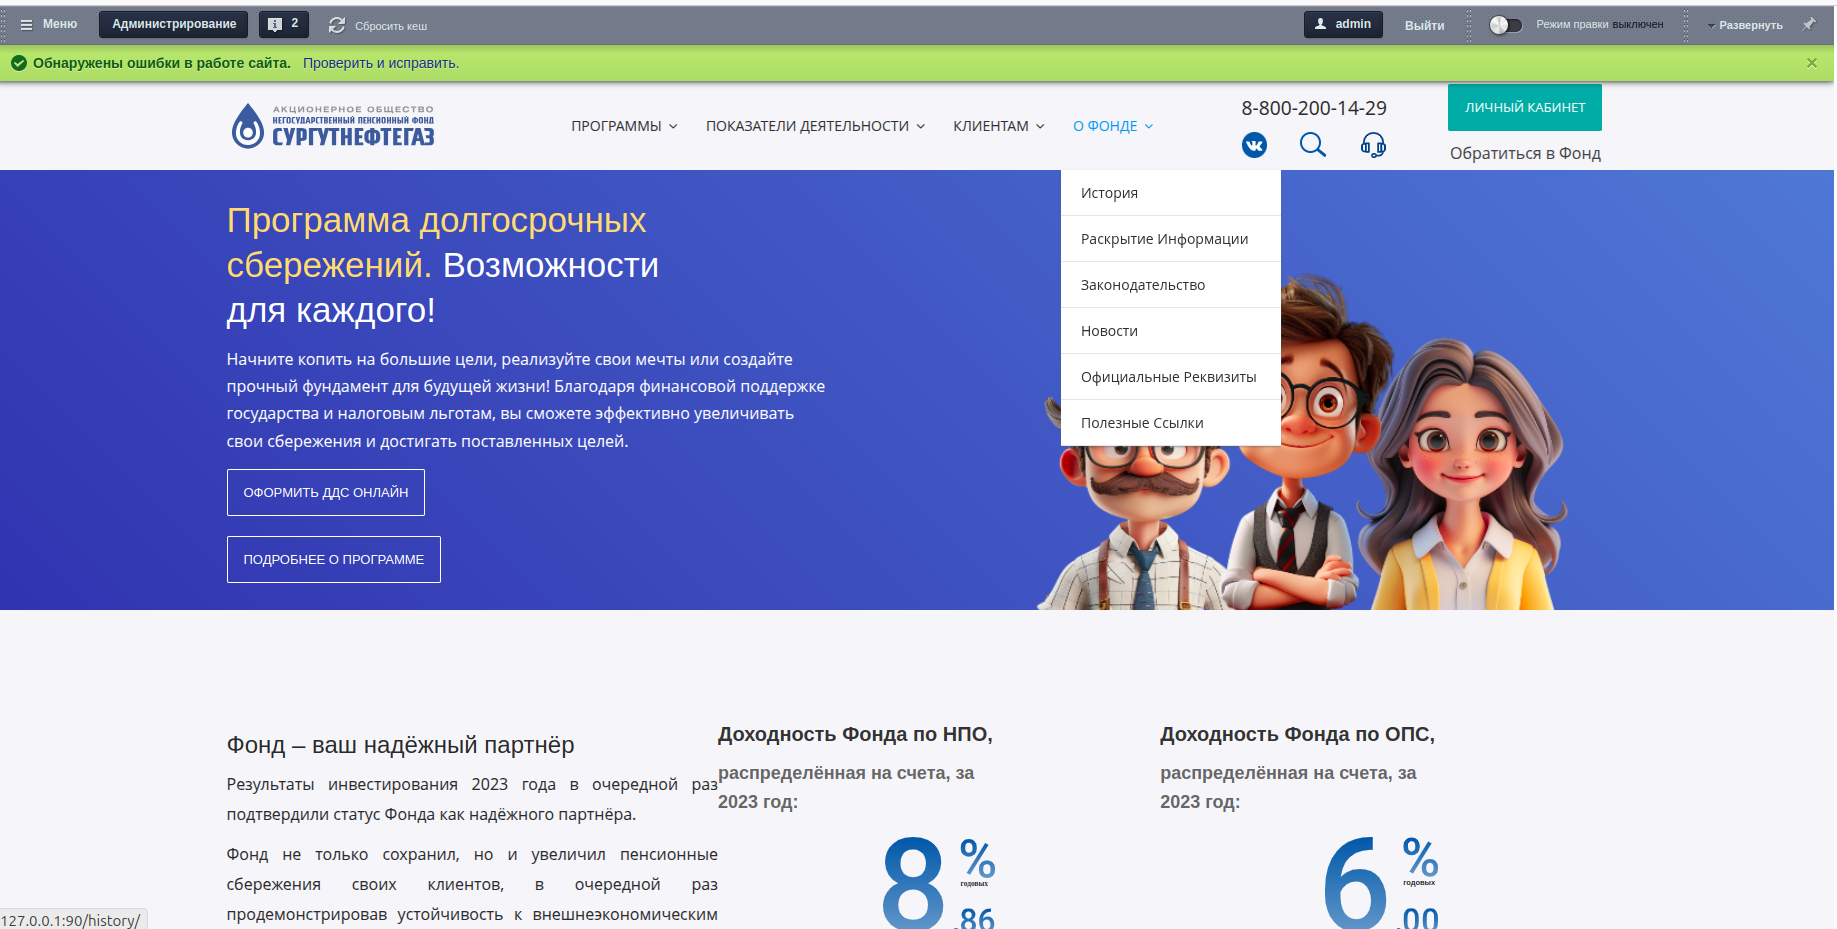 Меню
Администрирование
2
Сбросить кеш
admin
Выйти
Режим правки выключен
Развернуть
Обнаружены ошибки в работе сайта. Проверить и исправить.
АКЦИОНЕРНОЕ ОБЩЕСТВО
НЕГОСУДАРСТВЕННЫЙ ПЕНСИОННЫЙ ФОНД
СУРГУТНЕФТЕГАЗ
ПРОГРАММЫ
ПОКАЗАТЕЛИ ДЕЯТЕЛЬНОСТИ
КЛИЕНТАМ
О ФОНДЕ
8-800-200-14-29
ЛИЧНЫЙ КАБИНЕТ
Обратиться в Фонд
История
Раскрытие Информации
Законодательство
Новости
Официальные Реквизиты
Полезные Ссылки
Программа долгосрочных
сбережений. Возможности
для каждого!
Начните копить на большие цели, реализуйте свои мечты или создайте
прочный фундамент для будущей жизни! Благодаря финансовой поддержке
государства и налоговым льготам, вы сможете эффективно увеличивать
свои сбережения и достигать поставленных целей.
ОФОРМИТЬ ДДС ОНЛАЙН
ПОДРОБНЕЕ О ПРОГРАММЕ
Фонд – ваш надёжный партнёр
Результаты инвестирования 2023 года в очередной раз
подтвердили статус Фонда как надёжного партнёра.
Фонд не только сохранил, но и увеличил пенсионные
сбережения своих клиентов, в очередной раз
продемонстрировав устойчивость к внешнеэкономическим
Доходность Фонда по НПО,
распределённая на счета, за
2023 год:
8 %
годовых
,86
Доходность Фонда по ОПС,
распределённая на счета, за
2023 год:
6 %
годовых
,00
127.0.0.1:90/history/